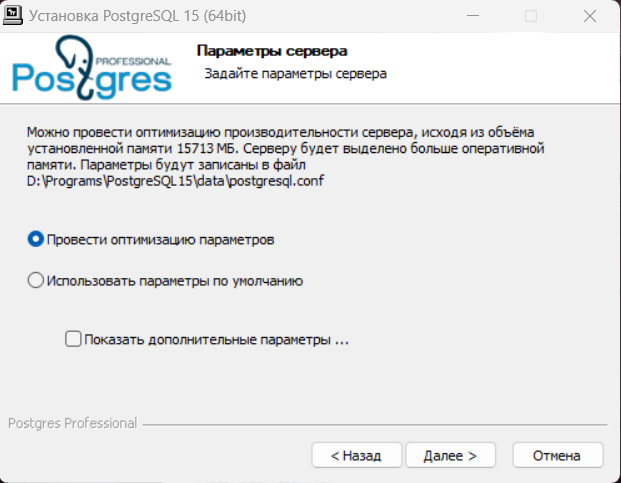 Установка PostgreSQL 15 (64bit)
PROFESSIONAL
Postgres
Параметры сервера
Задайте параметры сервера
Можно провести оптимизацию производительности сервера, исходя из объёма
установленной памяти 15713 МБ. Серверу будет выделено больше оперативной
памяти. Параметры будут записаны в файл
D:\Programs\PostgreSQL15\data\postgresql.conf
Провести оптимизацию параметров
Использовать параметры по умолчанию
Показать дополнительные параметры ...
Postgres Professional
< Назад
Далее >
Отмена